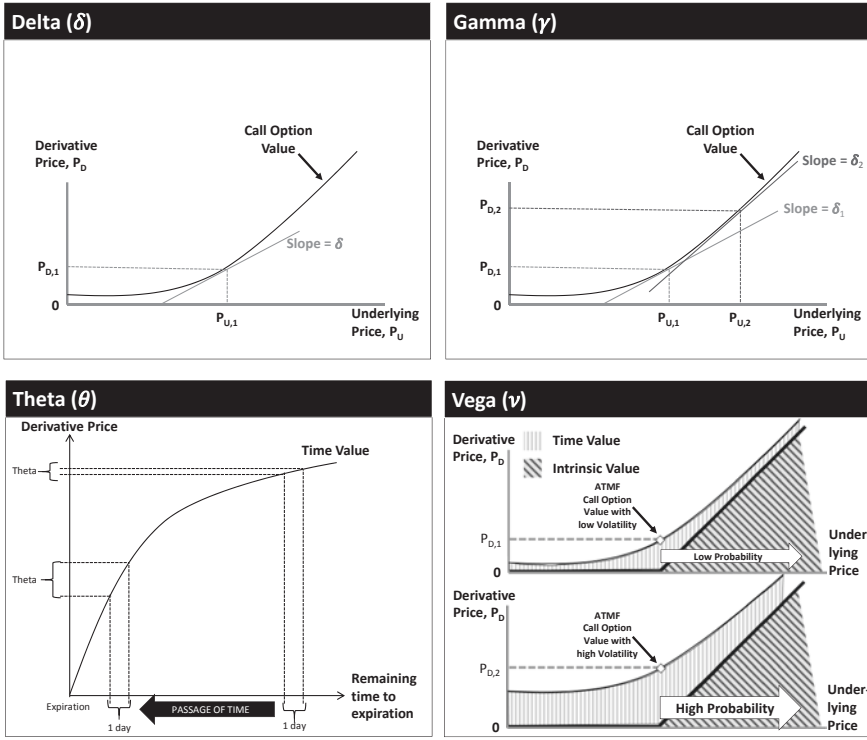 Delta (δ)
Derivative
Price, P_D
Call Option
Value
Slope = δ
P_D,1
0
P_U,1
Underlying
Price, P_U
Gamma (γ)
Derivative
Price, P_D
Call Option
Value
Slope = δ₂
Slope = δ₁
P_D,2
P_D,1
0
P_U,1
P_U,2
Underlying
Price, P_U
Theta (θ)
Derivative Price
Time Value
Theta
Theta
Expiration
1 day
PASSAGE OF TIME
1 day
Remaining
time to
expiration
Vega (ν)
Derivative
Price, P_D
Time Value
Intrinsic Value
ATMF
Call Option
Value with
low Volatility
P_D,1
0
Low Probability
Under-
lying
Price
Derivative
Price, P_D
ATMF
Call Option
Value with
high Volatility
P_D,2
0
High Probability
Under-
lying
Price